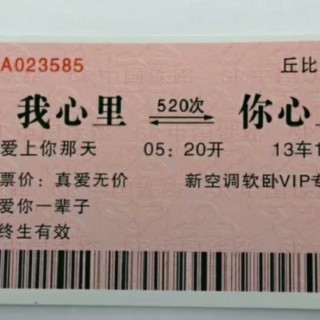 A023585 丘比
我心里 520次 你心
爱上你那天 05:20开 13车1
票价:真爱无价 新空调软卧VIP专
爱你一辈子
终生有效